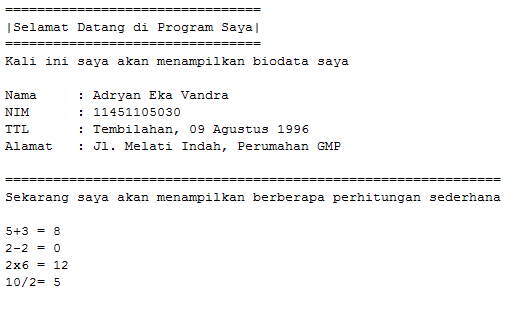 ================================
|Selamat Datang di Program Saya|
================================
Kali ini saya akan menampilkan biodata saya
Nama     : Adryan Eka Vandra
NIM      : 11451105030
TTL      : Tembilahan, 09 Agustus 1996
Alamat   : Jl. Melati Indah, Perumahan GMP
==============================================================
Sekarang saya akan menampilkan berberapa perhitungan sederhana
5+3 = 8
2-2 = 0
2x6 = 12
10/2= 5